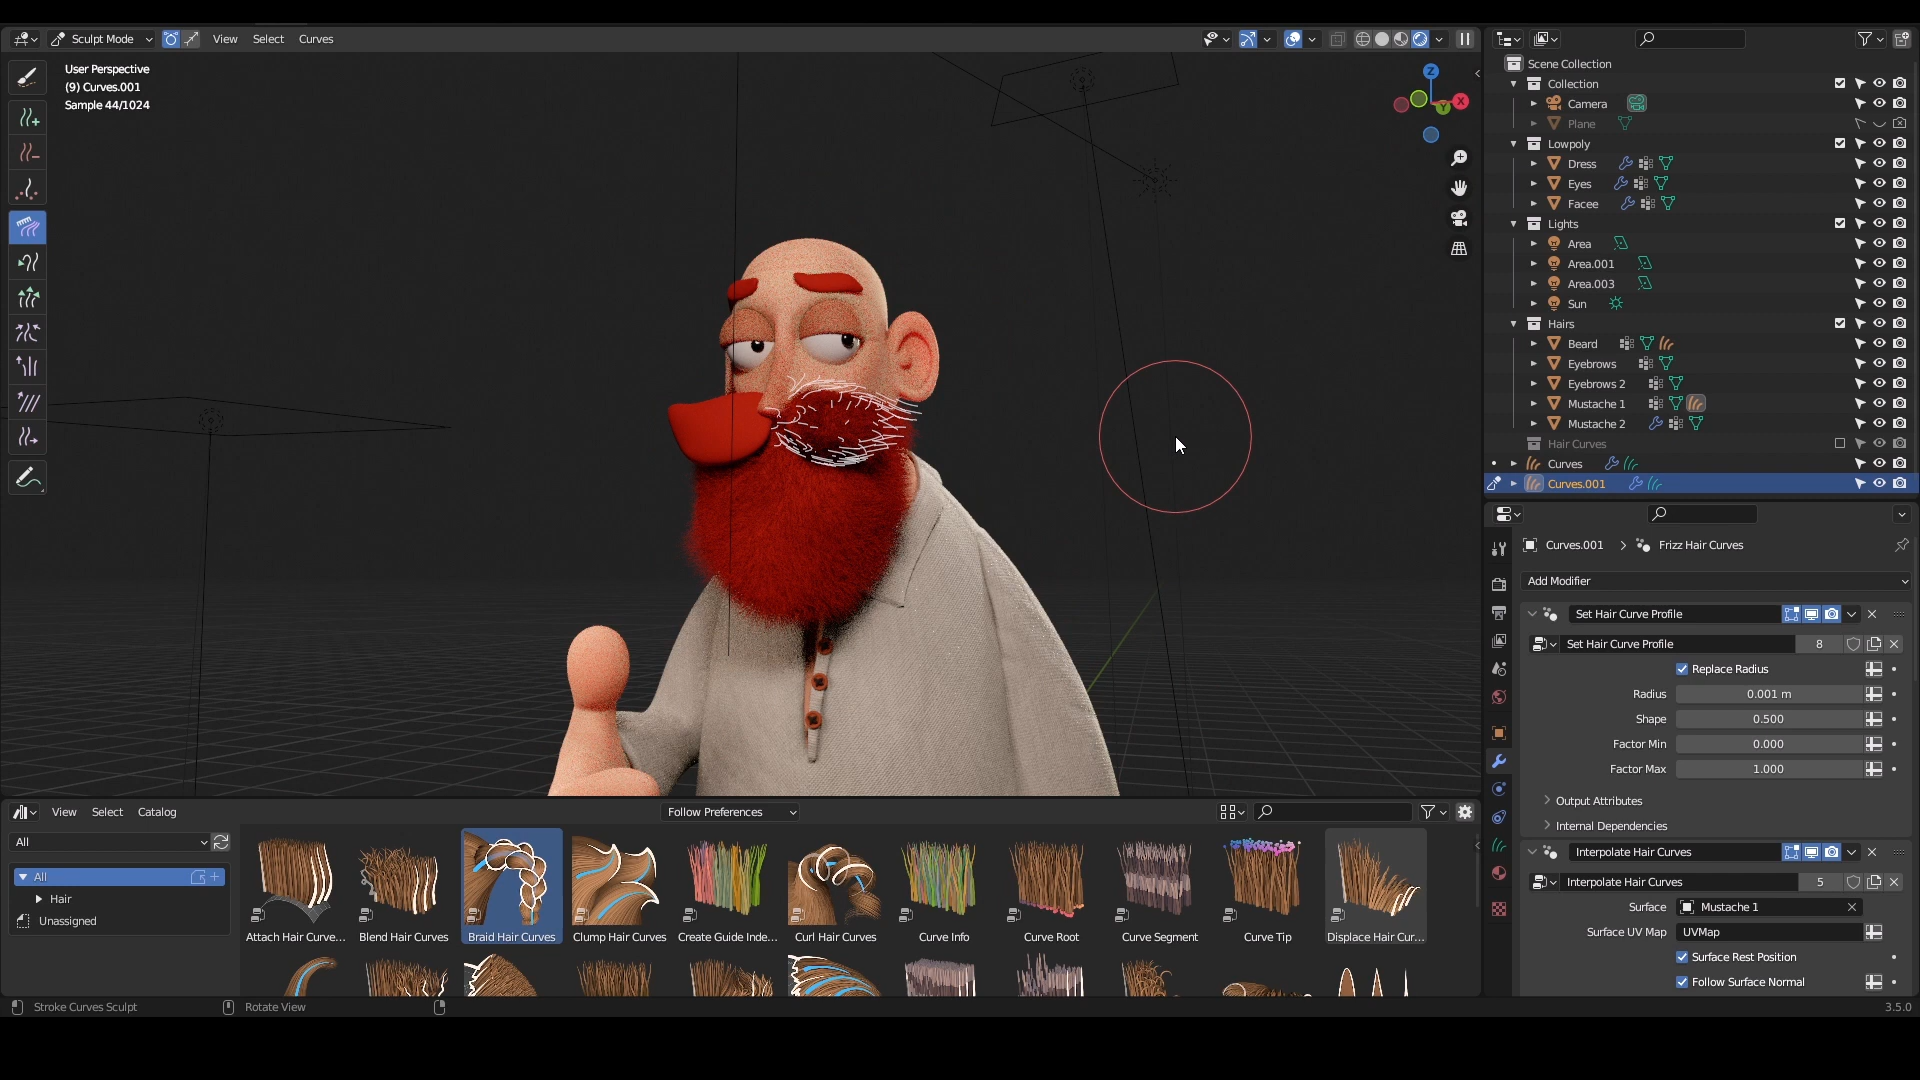 Sculpt Mode
View
Select
Curves
User Perspective
(9) Curves.001
Sample 44/1024
Z
X
Y
Scene Collection
Collection
Camera
Plane
Lowpoly
Dress
Eyes
Facee
Lights
Area
Area.001
Area.003
Sun
Hairs
Beard
Eyebrows
Eyebrows 2
Mustache 1
Mustache 2
Hair Curves
Curves
Curves.001
Curves.001 > Frizz Hair Curves
Add Modifier
Set Hair Curve Profile
Set Hair Curve Profile 8
Replace Radius
Radius 0.001 m
Shape 0.500
Factor Min 0.000
Factor Max 1.000
Output Attributes
Internal Dependencies
Interpolate Hair Curves
Interpolate Hair Curves 5
Surface Mustache 1
Surface UV Map UVMap
Surface Rest Position
Follow Surface Normal
View Select Catalog
Follow Preferences
All
All
Hair
Unassigned
Attach Hair Curve...
Blend Hair Curves
Braid Hair Curves
Clump Hair Curves
Create Guide Inde...
Curl Hair Curves
Curve Info
Curve Root
Curve Segment
Curve Tip
Displace Hair Cur...
Stroke Curves Sculpt
Rotate View
3.5.0